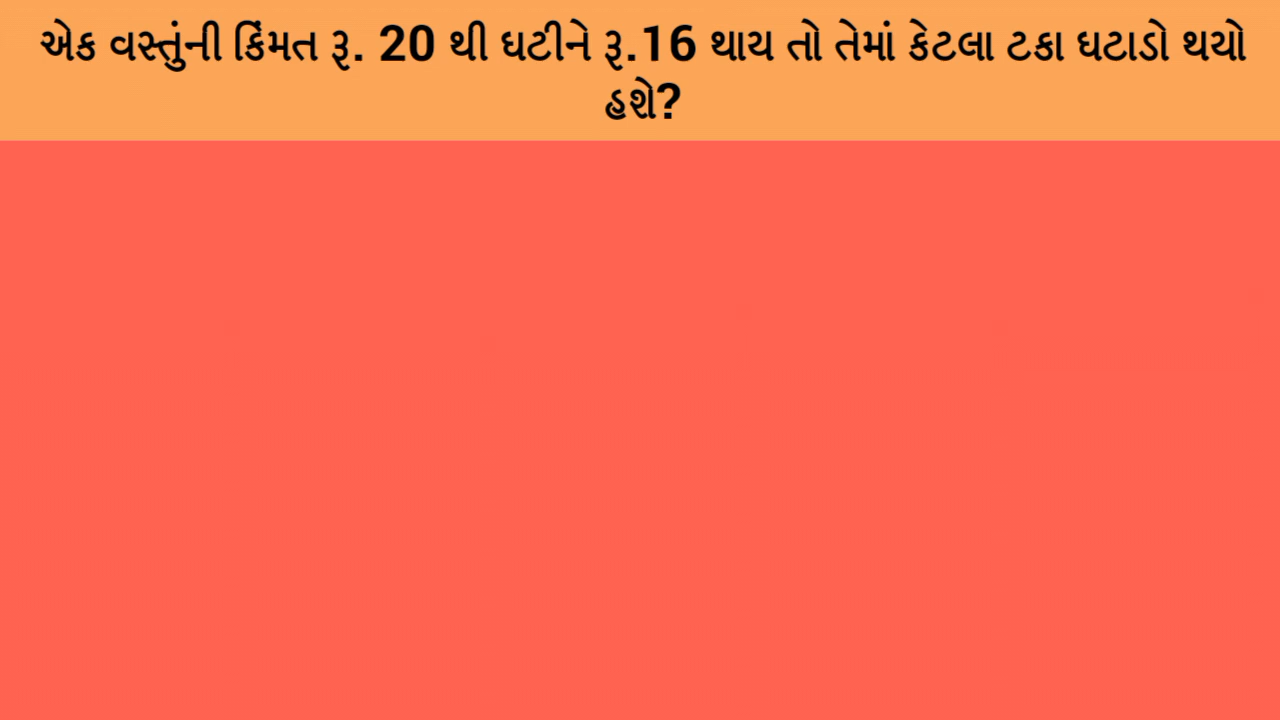 એક વસ્તુંની કિંમત રૂ. 20 થી ઘટીને રૂ.16 થાય તો તેમાં કેટલા ટકા ઘટાડો થયો
હશે?